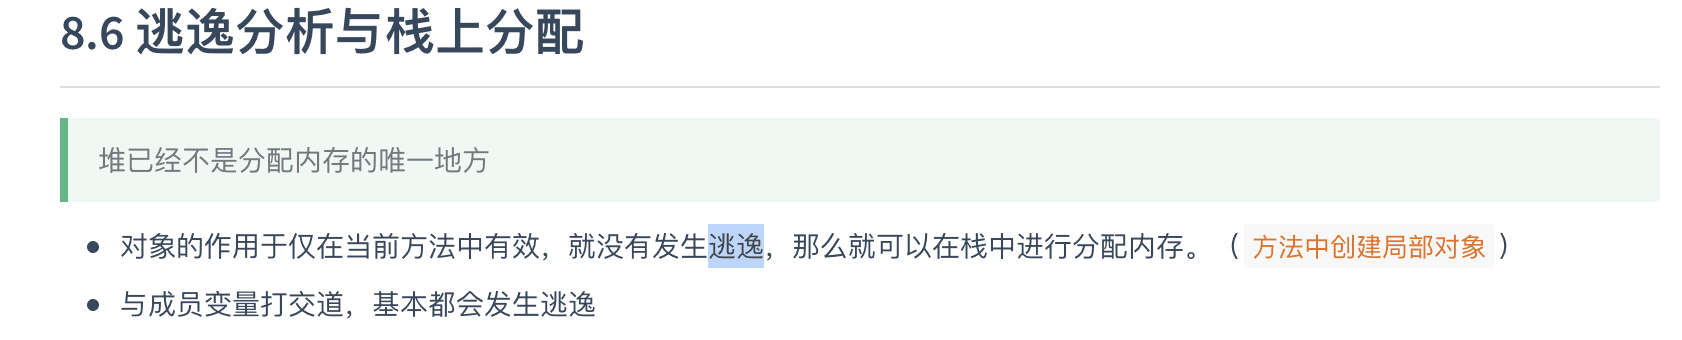 8.6 逃逸分析与栈上分配
堆已经不是分配内存的唯一地方
对象的作用于仅在当前方法中有效，就没有发生逃逸，那么就可以在栈中进行分配内存。（ 方法中创建局部对象 ）
与成员变量打交道，基本都会发生逃逸